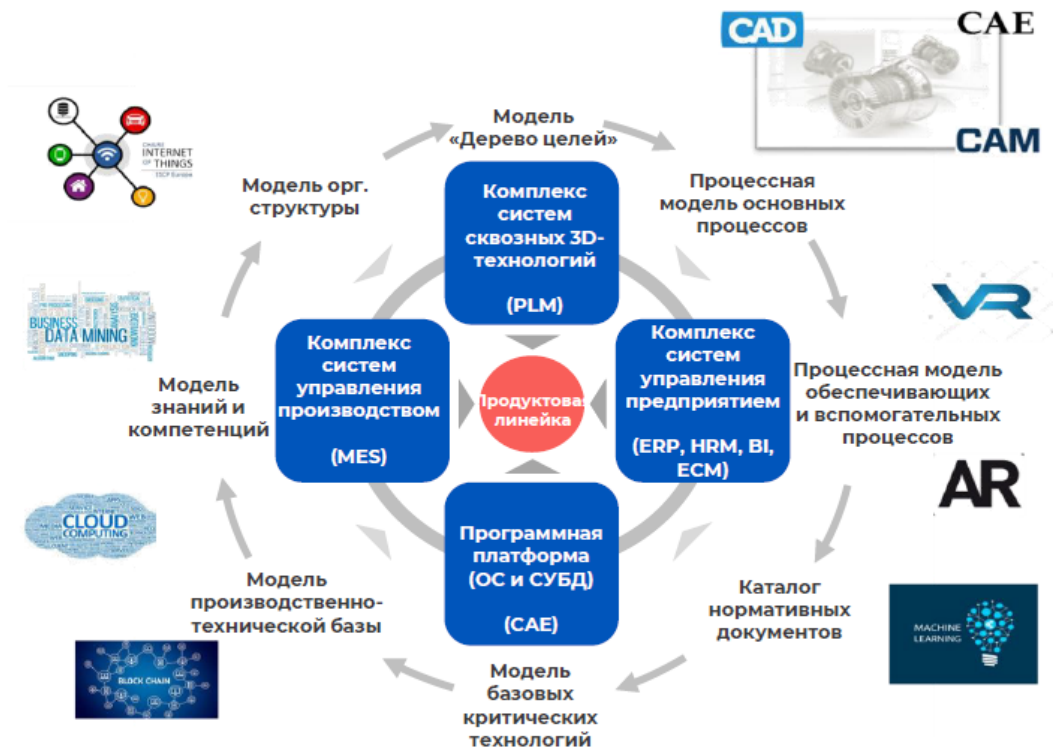 CAD
CAE
CAM
CHAIRE
INTERNET
OF THINGS
ESCP Europe
Модель
«Дерево целей»
Модель орг.
структуры
Процессная
модель основных
процессов
Комплекс
систем
сквозных 3D-
технологий
(PLM)
VR
BUSINESS
DATA MINING
Комплекс
систем
управления
производством
(MES)
Продуктовая
линейка
Комплекс
систем
управления
предприятием
(ERP, HRM, BI,
ECM)
Модель
знаний и
компетенций
Процессная модель
обеспечивающих
и вспомогательных
процессов
AR
CLOUD
COMPUTING
Программная
платформа
(ОС и СУБД)
(CAE)
Модель
производственно-
технической базы
Каталог
нормативных
документов
MACHINE
LEARNING
BLOCK CHAIN
Модель
базовых
критических
технологий